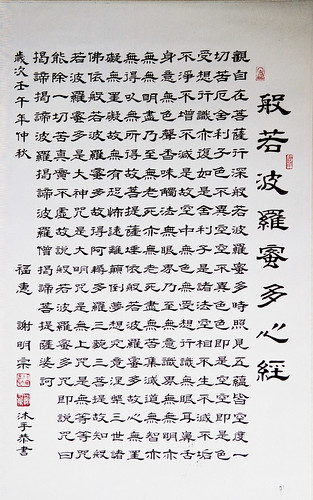 般若波羅蜜多心經
觀自在菩薩行深般若波羅蜜多時照見五蘊皆空度一
切苦厄舍利子色不異空空不異色色即是空空即是色
受想行識亦復如是舍利子是諸法空相不生不滅不垢
不淨不增不減是故空中無色無受想行識無眼耳鼻舌
身意無色聲香味觸法無眼界乃至無意識界無無明亦
無無明盡乃至無老死亦無老死盡無苦集滅道無智亦
無得以無所得故菩提薩埵依般若波羅蜜多故心無罣
礙無罣礙故無有恐怖遠離顛倒夢想究竟涅槃三世諸
佛依般若波羅蜜多故得阿耨多羅三藐三菩提故知般
若波羅蜜多是大神咒是大明咒是無上咒是無等等咒
能除一切苦真實不虛故說般若波羅蜜多咒即說咒曰
揭諦揭諦波羅揭諦波羅僧揭諦菩提薩婆訶
歲次壬午年仲秋 福惠 謝明宗 沐手恭書